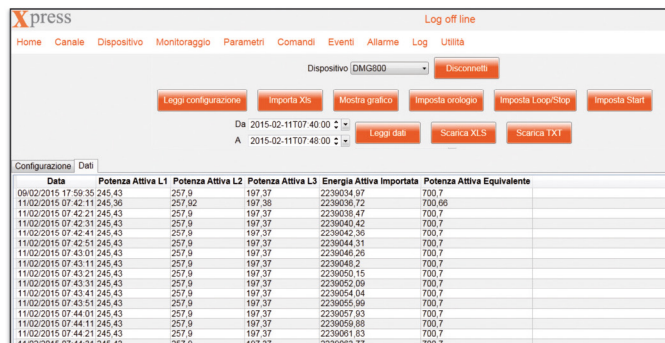 Xpress
Log off line
Home Canale Dispositivo Monitoraggio Parametri Comandi Eventi Allarme Log Utilità
Dispositivo DMG800 Disconnetti
Leggi configurazione Importa Xls Mostra grafico Imposta orologio Imposta Loop/Stop Imposta Start
Da 2015-02-11T07:40:00
A 2015-02-11T07:48:00
Leggi dati Scarica XLS Scarica TXT
Configurazione Dati
Data Potenza Attiva L1 Potenza Attiva L2 Potenza Attiva L3 Energia Attiva Importata Potenza Attiva Equivalente
09/02/2015 17:59:35 245,43 257,9 197,37 2239034,97 700,7
11/02/2015 07:42:11 245,36 257,92 197,38 2239036,72 700,66
11/02/2015 07:42:21 245,43 257,9 197,37 2239038,47 700,7
11/02/2015 07:42:31 245,43 257,9 197,37 2239040,42 700,7
11/02/2015 07:42:41 245,43 257,9 197,37 2239042,36 700,7
11/02/2015 07:42:51 245,43 257,9 197,37 2239044,31 700,7
11/02/2015 07:43:01 245,43 257,9 197,37 2239046,26 700,7
11/02/2015 07:43:11 245,43 257,9 197,37 2239048,2 700,7
11/02/2015 07:43:21 245,43 257,9 197,37 2239050,15 700,7
11/02/2015 07:43:31 245,43 257,9 197,37 2239052,09 700,7
11/02/2015 07:43:41 245,43 257,9 197,37 2239054,04 700,7
11/02/2015 07:43:51 245,43 257,9 197,37 2239055,99 700,7
11/02/2015 07:44:01 245,43 257,9 197,37 2239057,93 700,7
11/02/2015 07:44:11 245,43 257,9 197,37 2239059,88 700,7
11/02/2015 07:44:21 245,43 257,9 197,37 2239061,83 700,7